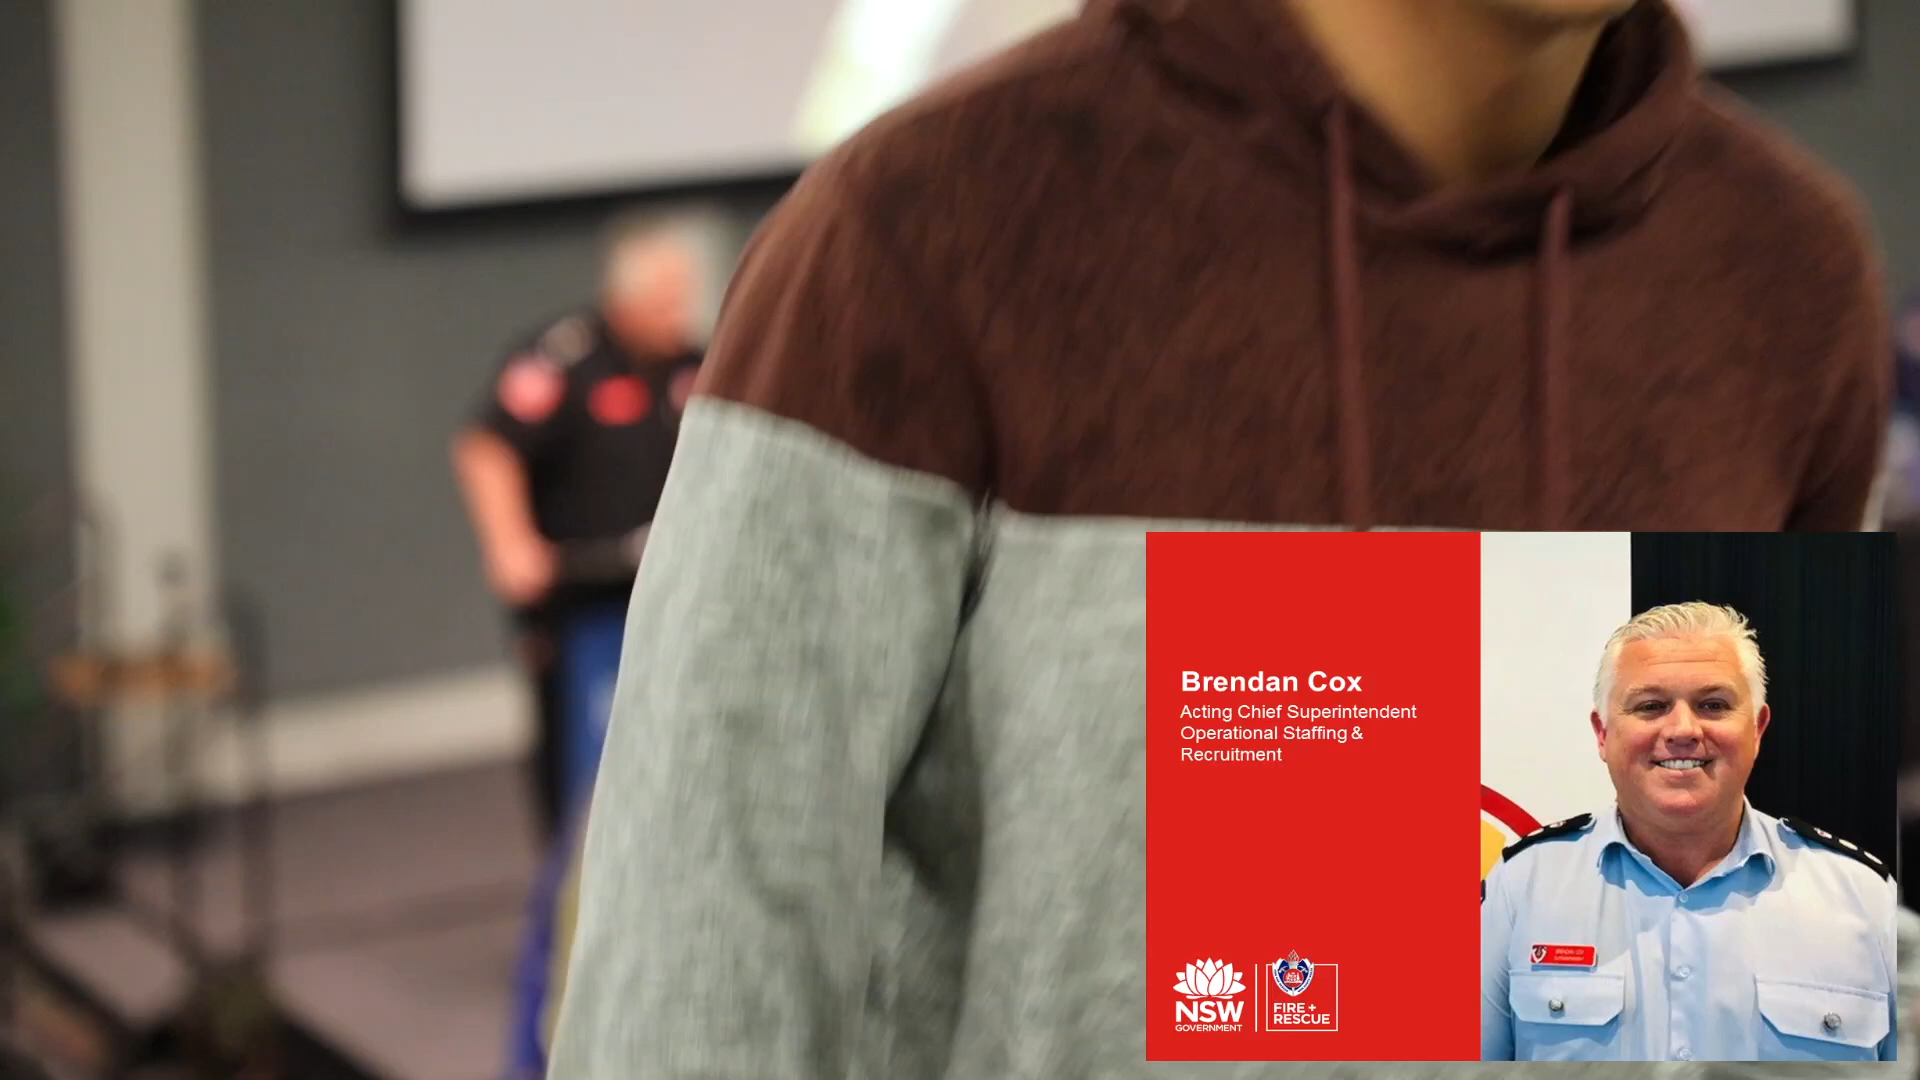 Brendan Cox
Acting Chief Superintendent
Operational Staffing &
Recruitment
NSW
GOVERNMENT
FIRE +
RESCUE